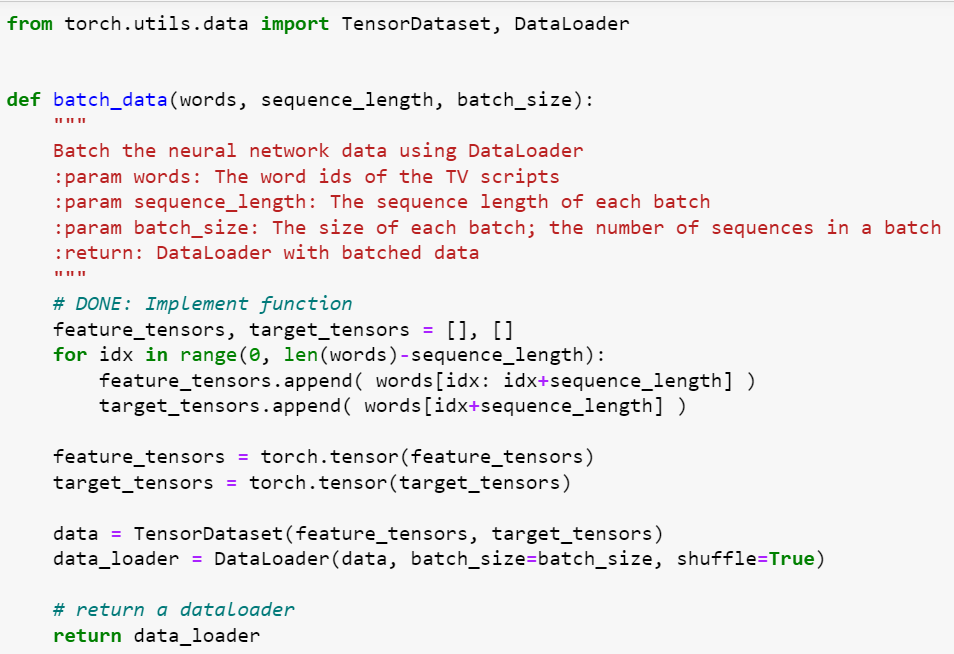 from torch.utils.data import TensorDataset, DataLoader
def batch_data(words, sequence_length, batch_size):
    """
    Batch the neural network data using DataLoader
    :param words: The word ids of the TV scripts
    :param sequence_length: The sequence length of each batch
    :param batch_size: The size of each batch; the number of sequences in a batch
    :return: DataLoader with batched data
    """
    # DONE: Implement function
    feature_tensors, target_tensors = [], []
    for idx in range(0, len(words)-sequence_length):
        feature_tensors.append( words[idx: idx+sequence_length] )
        target_tensors.append( words[idx+sequence_length] )
    feature_tensors = torch.tensor(feature_tensors)
    target_tensors = torch.tensor(target_tensors)
    data = TensorDataset(feature_tensors, target_tensors)
    data_loader = DataLoader(data, batch_size=batch_size, shuffle=True)
    # return a dataloader
    return data_loader